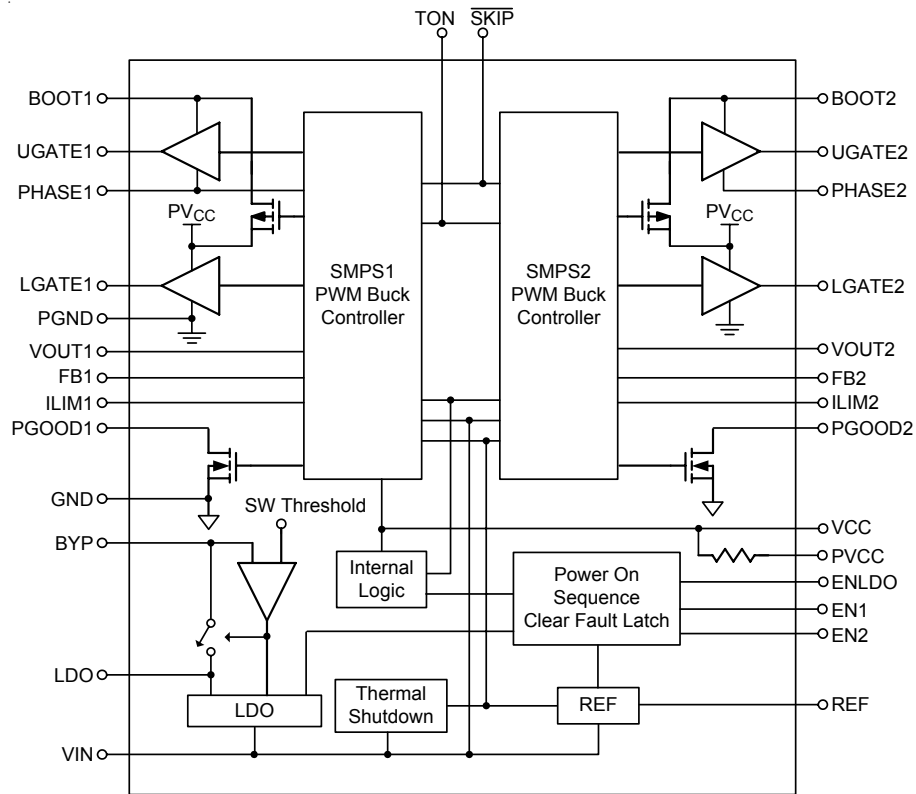 TON
SKIP
BOOT1
BOOT2
UGATE1
UGATE2
PHASE1
PHASE2
PVCC
PVCC
SMPS1
PWM Buck
Controller
SMPS2
PWM Buck
Controller
LGATE1
LGATE2
PGND
VOUT1
VOUT2
FB1
FB2
ILIM1
ILIM2
PGOOD1
PGOOD2
GND
SW Threshold
BYP
VCC
PVCC
Internal
Logic
Power On
Sequence
Clear Fault Latch
ENLDO
EN1
EN2
LDO
LDO
Thermal
Shutdown
REF
REF
VIN